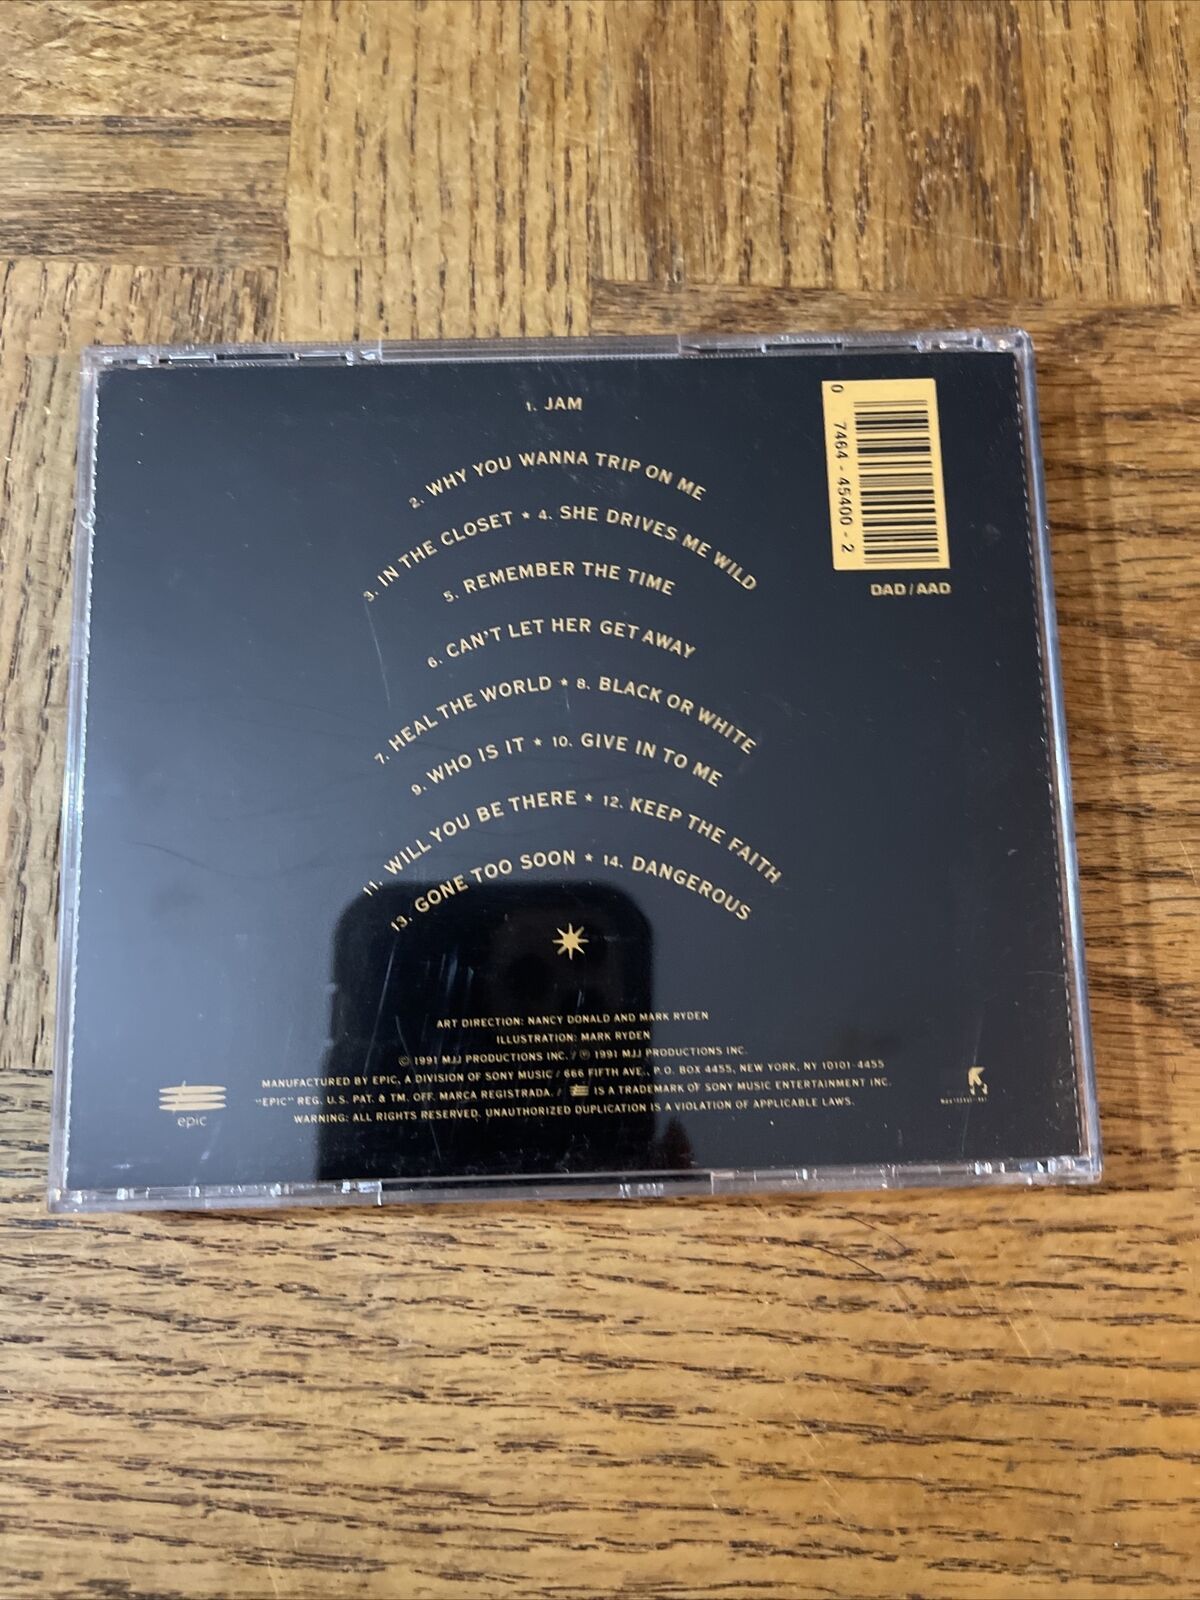 1. JAM
2. WHY YOU WANNA TRIP ON ME
3. IN THE CLOSET ★ 4. SHE DRIVES ME WILD
5. REMEMBER THE TIME
6. CAN'T LET HER GET AWAY
7. HEAL THE WORLD ★ 8. BLACK OR WHITE
9. WHO IS IT ★ 10. GIVE IN TO ME
11. WILL YOU BE THERE ★ 12. KEEP THE FAITH
13. GONE TOO SOON ★ 14. DANGEROUS
0 7464-45400-2
DAD/AAD
ART DIRECTION: NANCY DONALD AND MARK RYDEN
ILLUSTRATION: MARK RYDEN
© 1991 MJJ PRODUCTIONS INC. / ℗ 1991 MJJ PRODUCTIONS INC.
MANUFACTURED BY EPIC, A DIVISION OF SONY MUSIC / 666 FIFTH AVE., P.O. BOX 4455, NEW YORK, NY 10101-4455
"EPIC" REG. U.S. PAT. & TM. OFF. MARCA REGISTRADA. / IS A TRADEMARK OF SONY MUSIC ENTERTAINMENT INC.
WARNING: ALL RIGHTS RESERVED. UNAUTHORIZED DUPLICATION IS A VIOLATION OF APPLICABLE LAWS.
epic